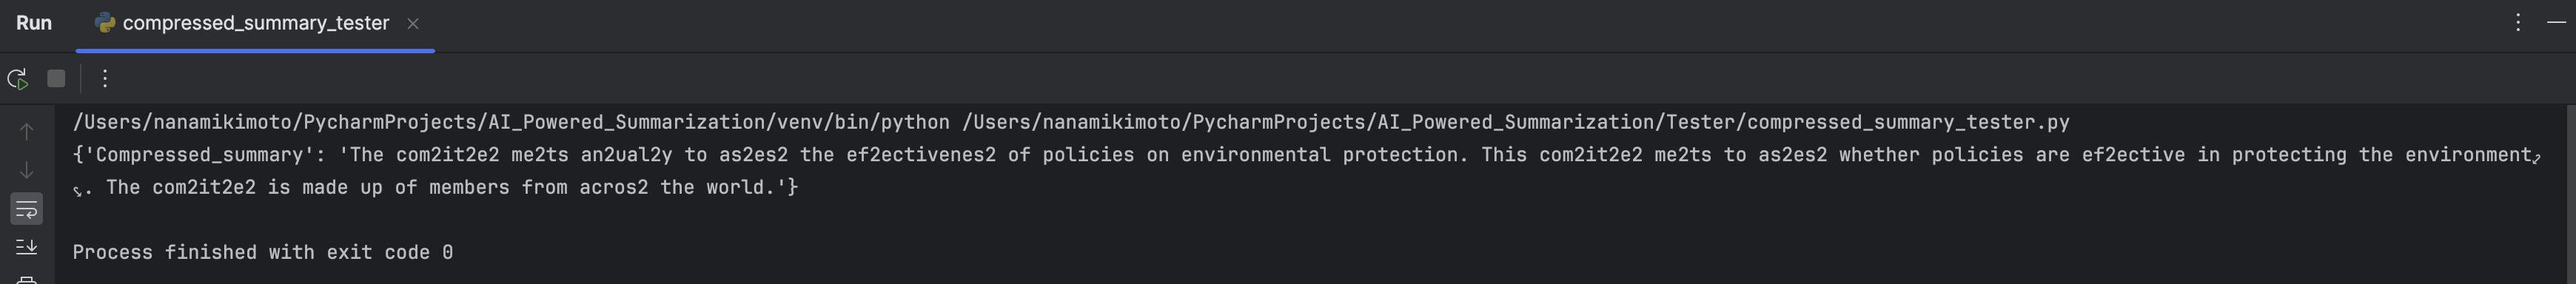 Run compressed_summary_tester
/Users/nanamikimoto/PycharmProjects/AI_Powered_Summarization/venv/bin/python /Users/nanamikimoto/PycharmProjects/AI_Powered_Summarization/Tester/compressed_summary_tester.py
{'Compressed_summary': 'The com2it2e2 me2ts an2ual2y to as2es2 the ef2ectivenes2 of policies on environmental protection. This com2it2e2 me2ts to as2es2 whether policies are ef2ective in protecting the environment
. The com2it2e2 is made up of members from acros2 the world.'}
Process finished with exit code 0